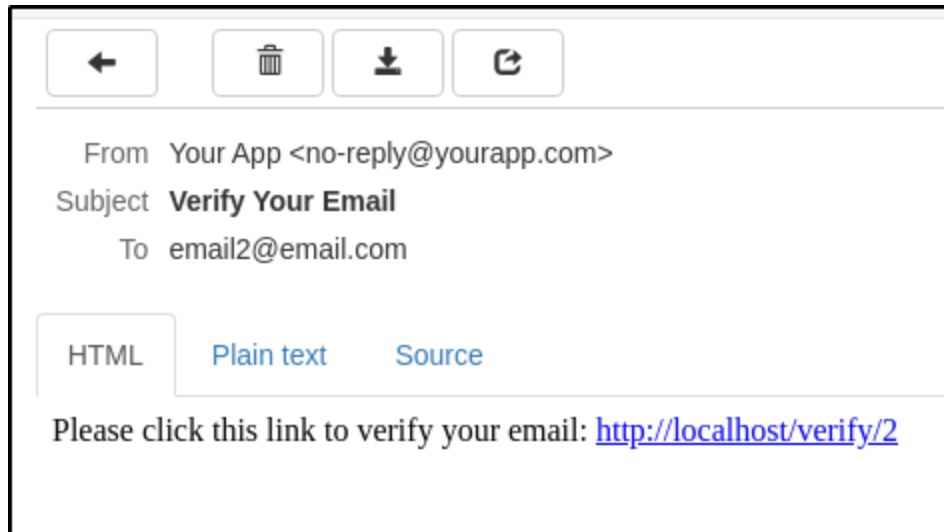 From Your App <no-reply@yourapp.com>
Subject Verify Your Email
To email2@email.com
HTML Plain text Source
Please click this link to verify your email: http://localhost/verify/2